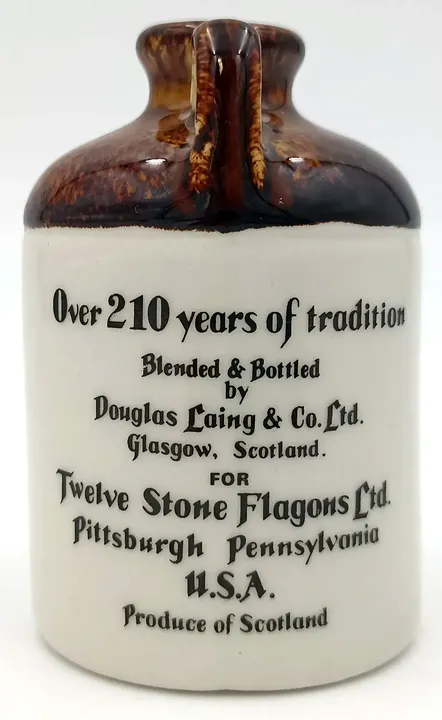 Over 210 years of tradition
Blended & Bottled
by
Douglas Laing & Co. Ltd.
Glasgow, Scotland.
FOR
Twelve Stone Flagons Ltd.
Pittsburgh Pennsylvania
U.S.A.
Produce of Scotland